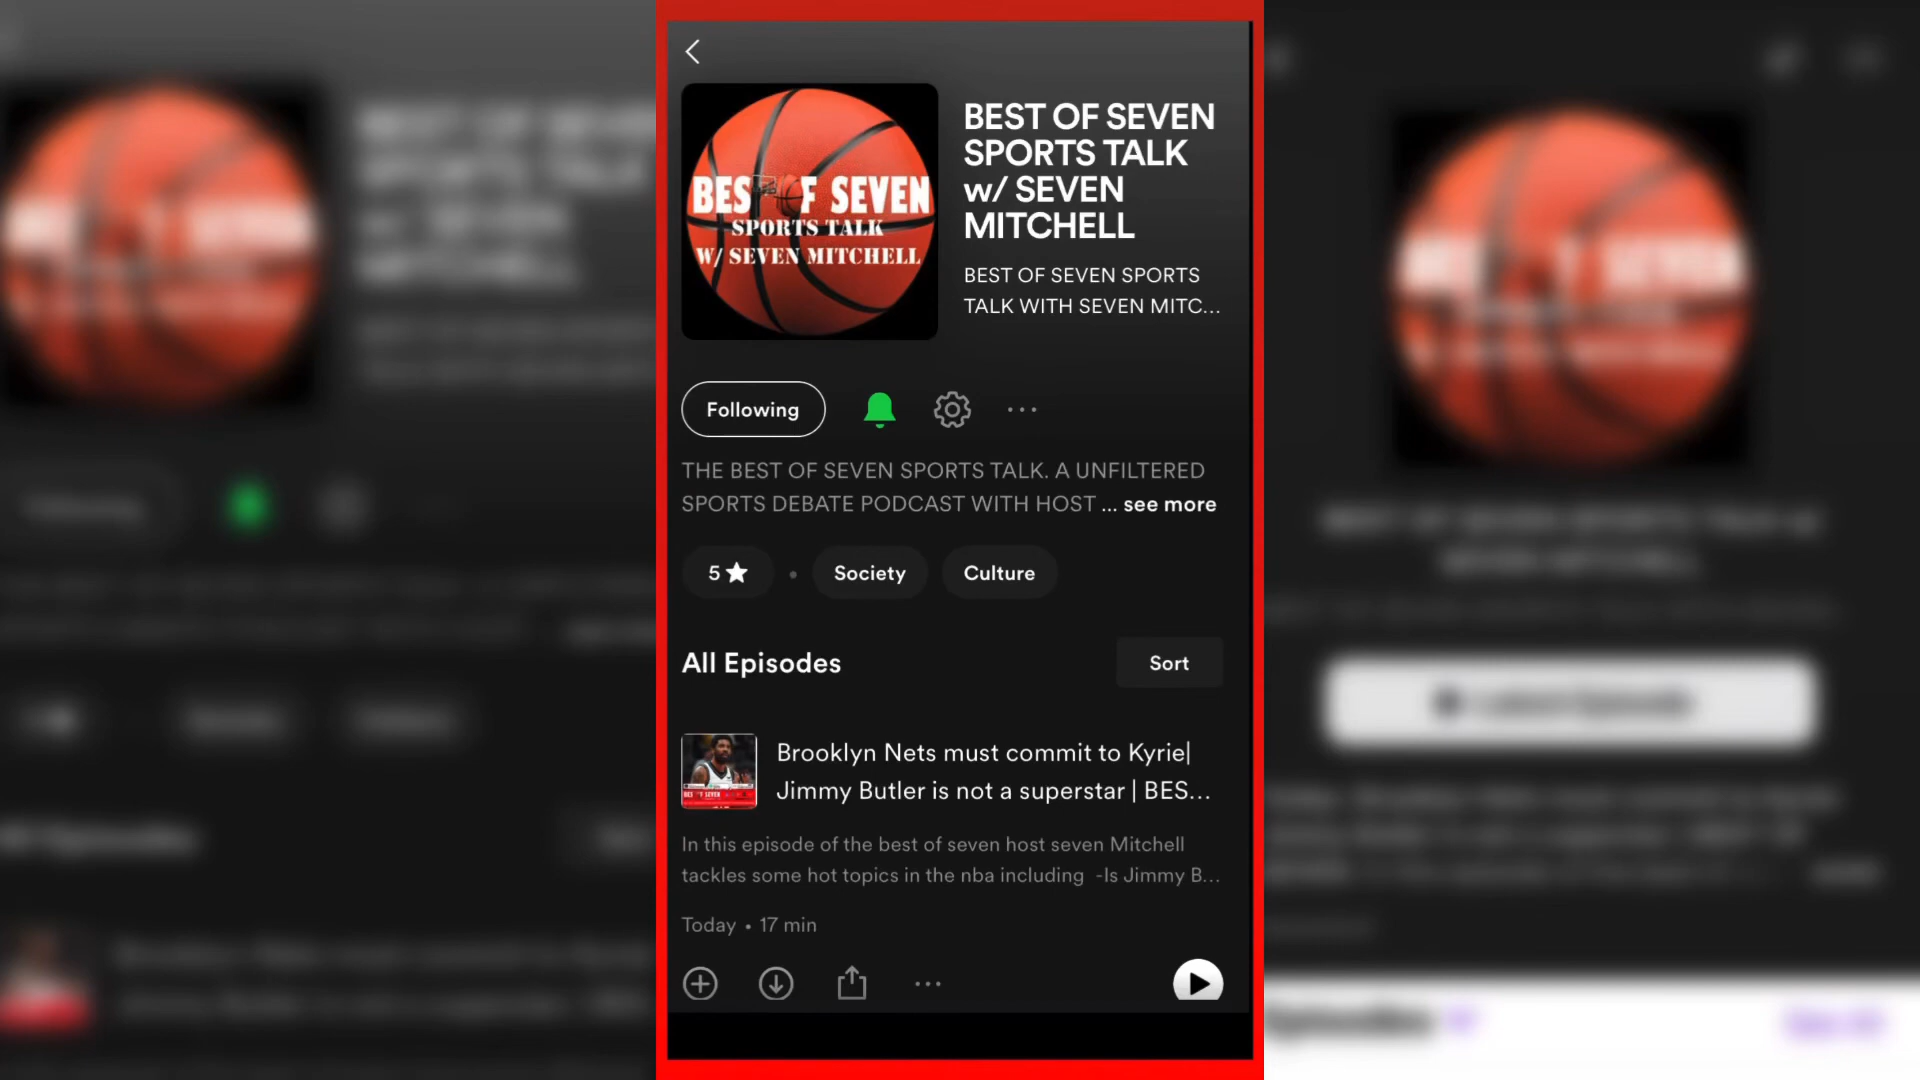 BES F SEVEN
SPORTS TALK
W/ SEVEN MITCHELL
BEST OF SEVEN
SPORTS TALK
w/ SEVEN
MITCHELL
BEST OF SEVEN SPORTS
TALK WITH SEVEN MITC...
Following
THE BEST OF SEVEN SPORTS TALK. A UNFILTERED
SPORTS DEBATE PODCAST WITH HOST ... see more
5 ★ • Society Culture
All Episodes
Sort
Brooklyn Nets must commit to Kyrie|
Jimmy Butler is not a superstar | BES...
In this episode of the best of seven host seven Mitchell
tackles some hot topics in the nba including -Is Jimmy B...
Today • 17 min